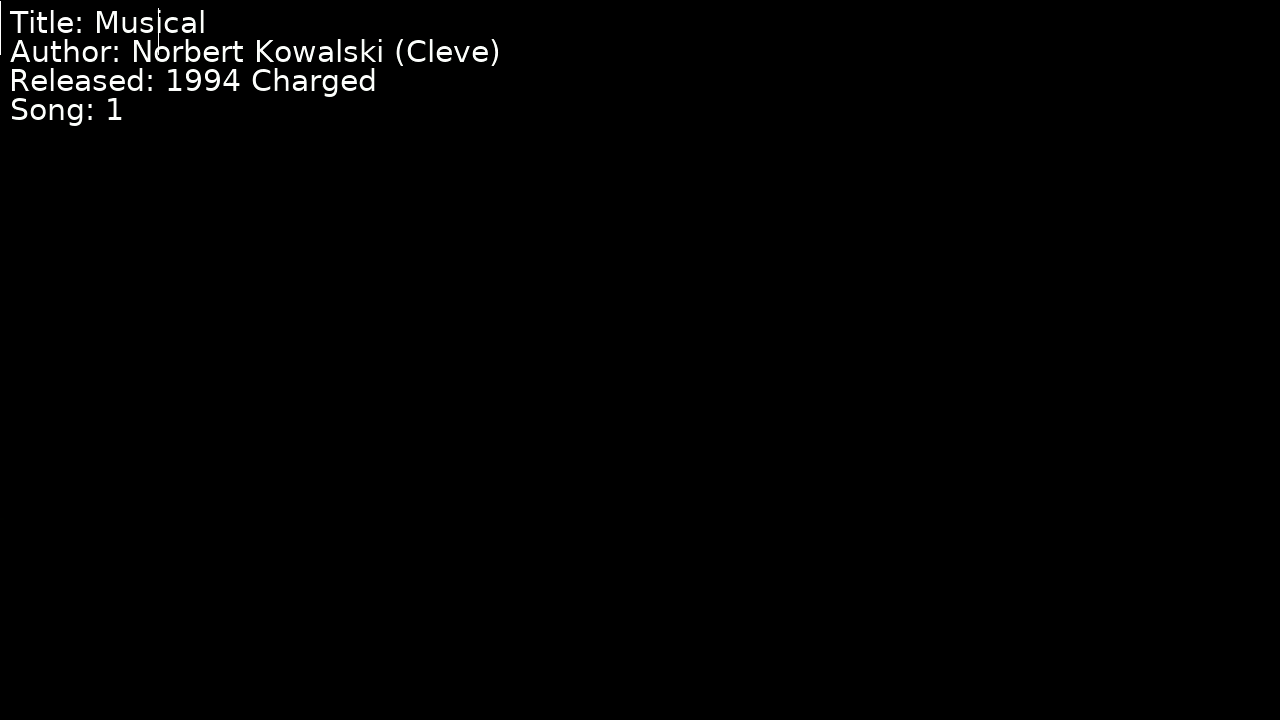 Title: Musical
Author: Norbert Kowalski (Cleve)
Released: 1994 Charged
Song: 1